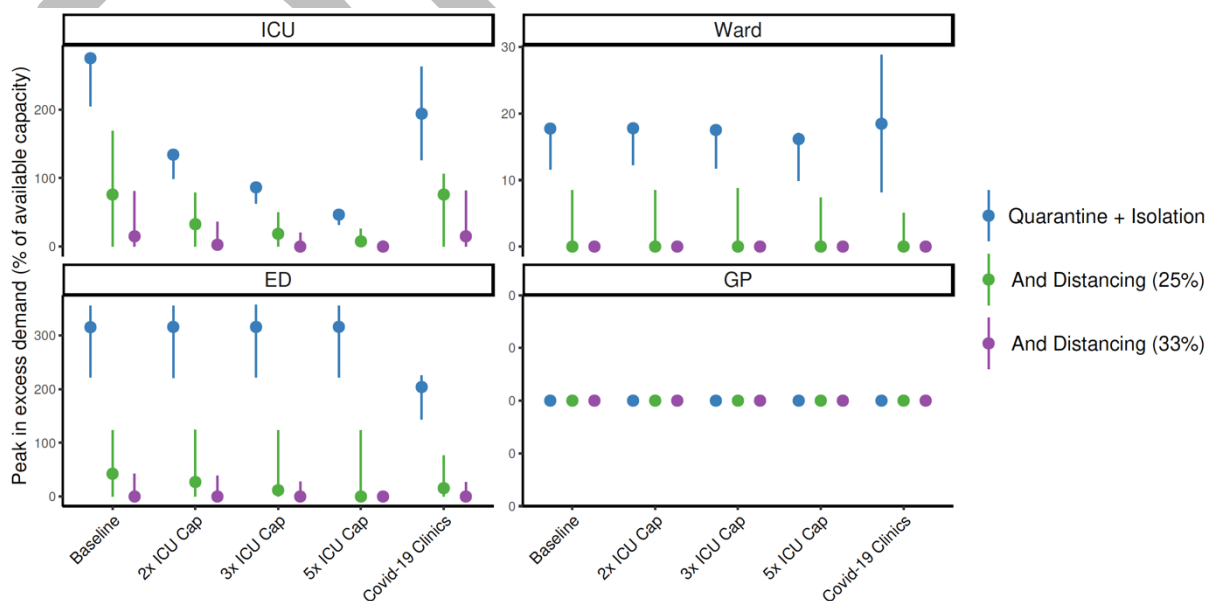 ICU
Ward
Peak in excess demand (% of available capacity)
200
100
0
30
20
10
0
ED
GP
300
200
100
0
0
0
0
0
0
Baseline
2x ICU Cap
3x ICU Cap
5x ICU Cap
Covid-19 Clinics
Baseline
2x ICU Cap
3x ICU Cap
5x ICU Cap
Covid-19 Clinics
Quarantine + Isolation
And Distancing (25%)
And Distancing (33%)